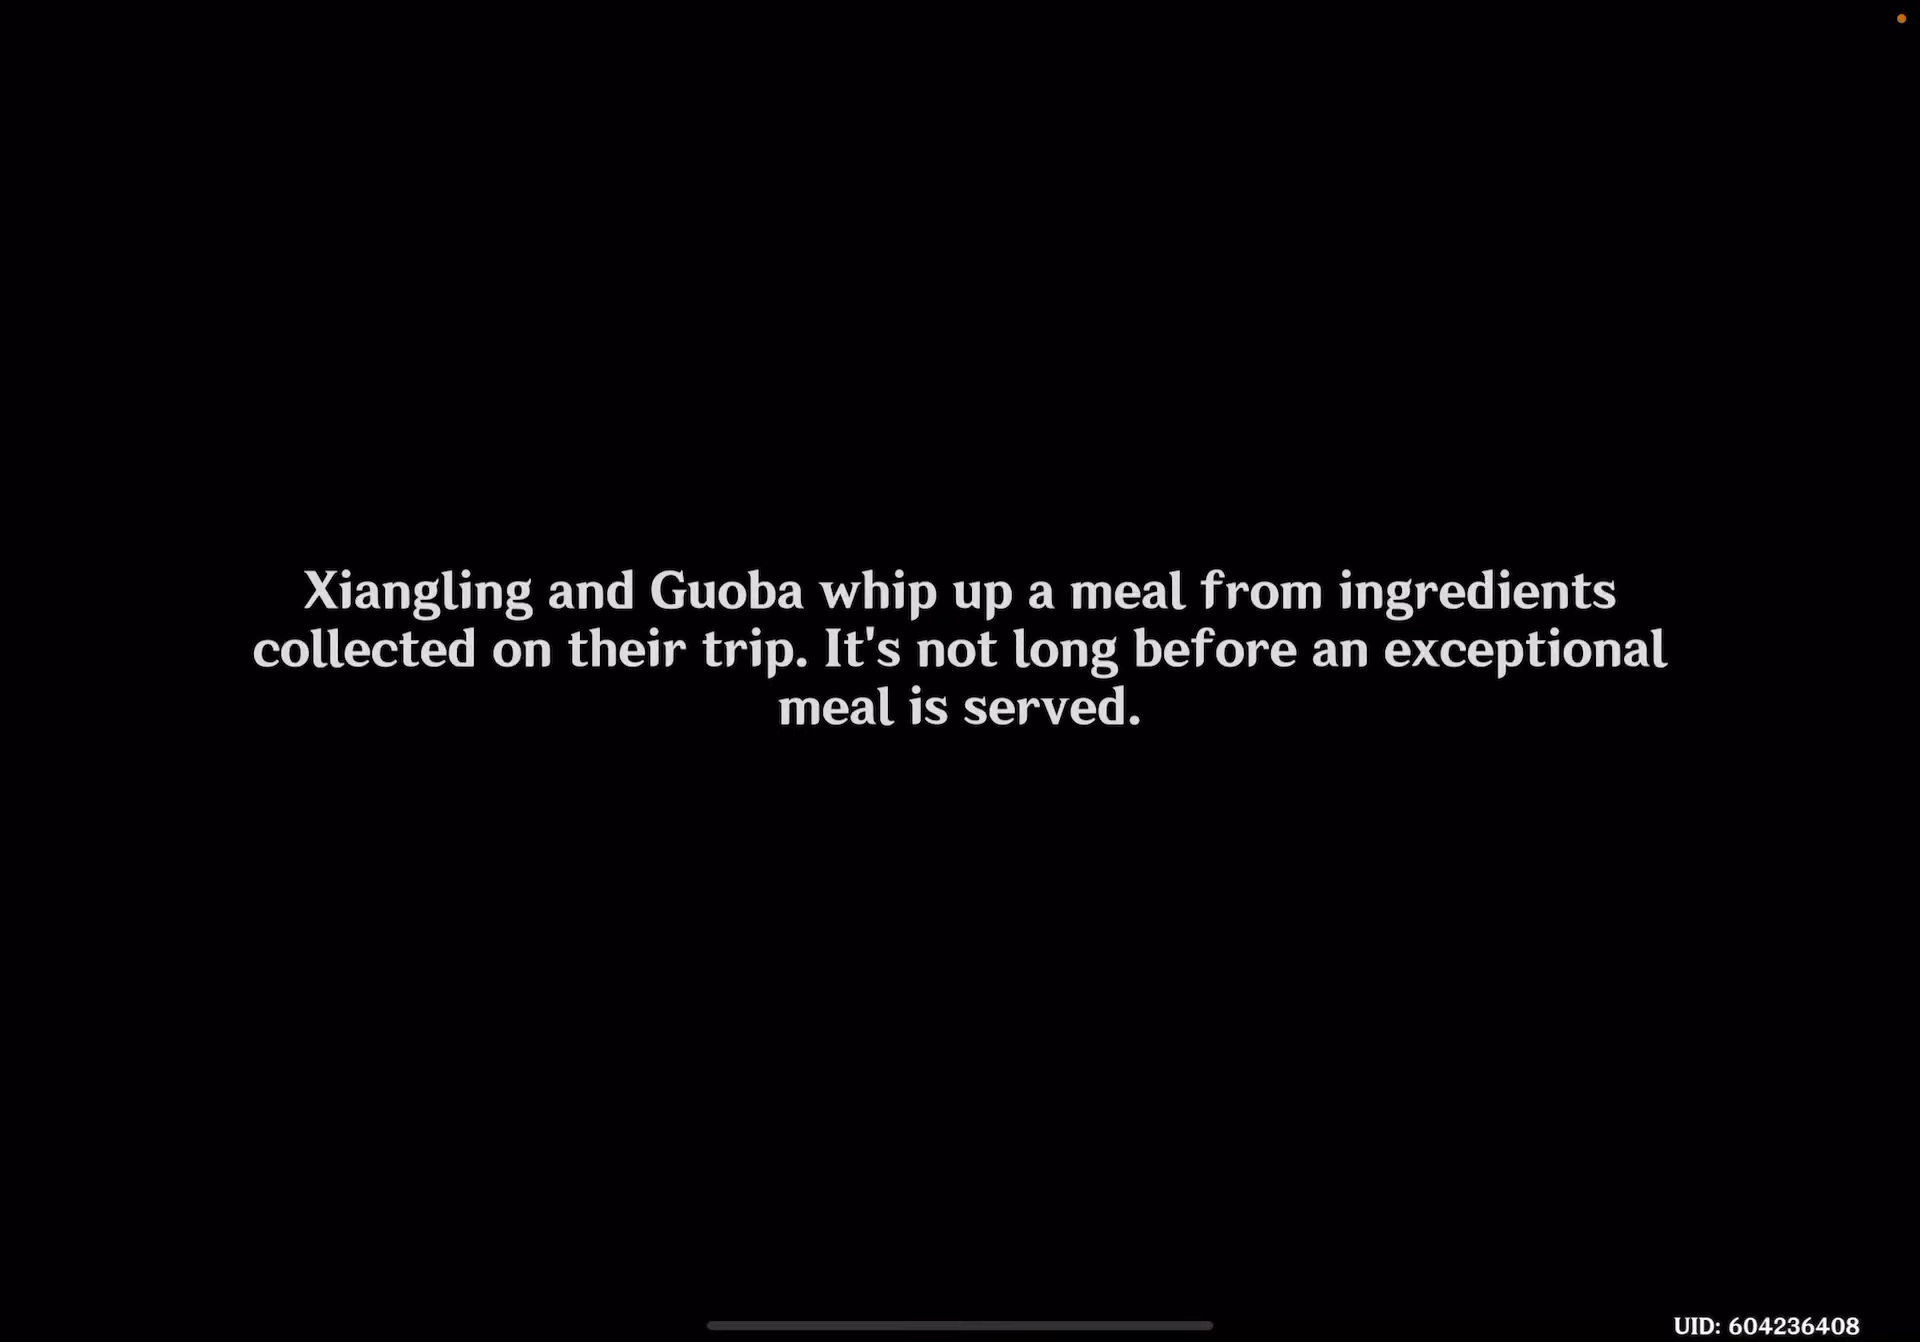 Xiangling and Guoba whip up a meal from ingredients
collected on their trip. It's not long before an exceptional
meal is served.
UID: 604236408